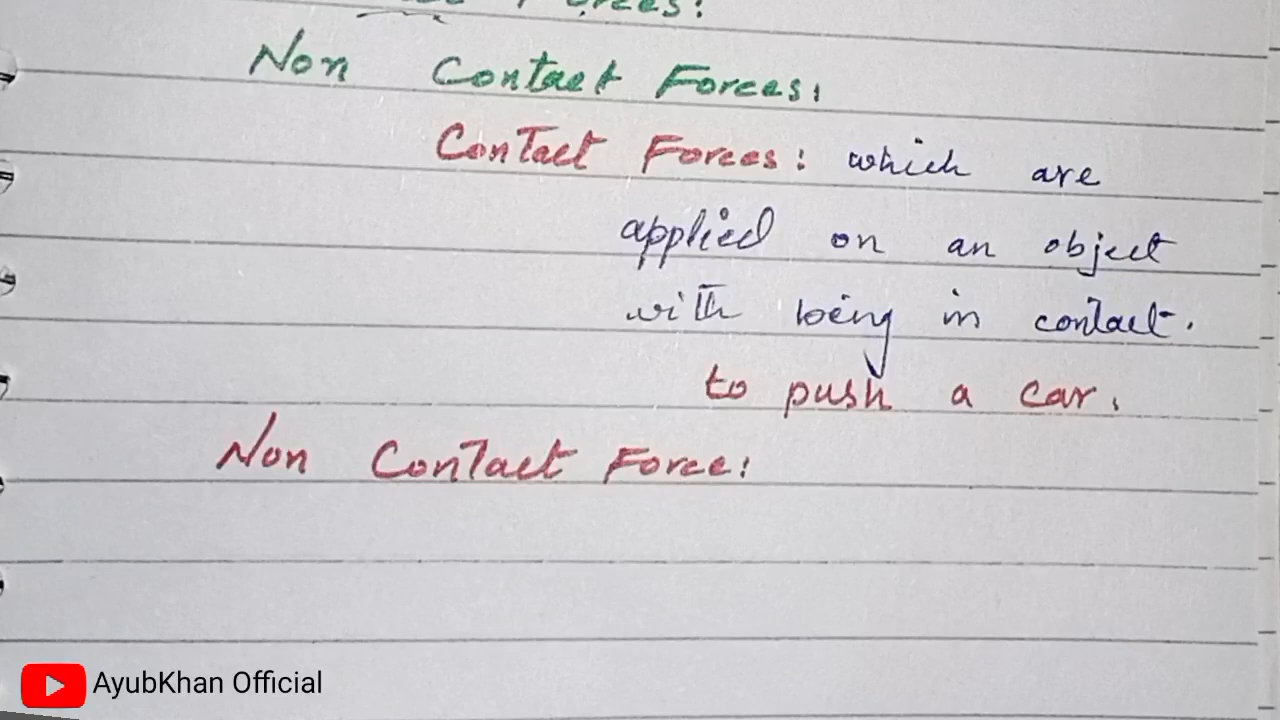 Forces:
Non Contact Forces:
Contact Forces: which are
applied on an object
with being in contact.
to push a car.
Non Contact Force:
AyubKhan Official